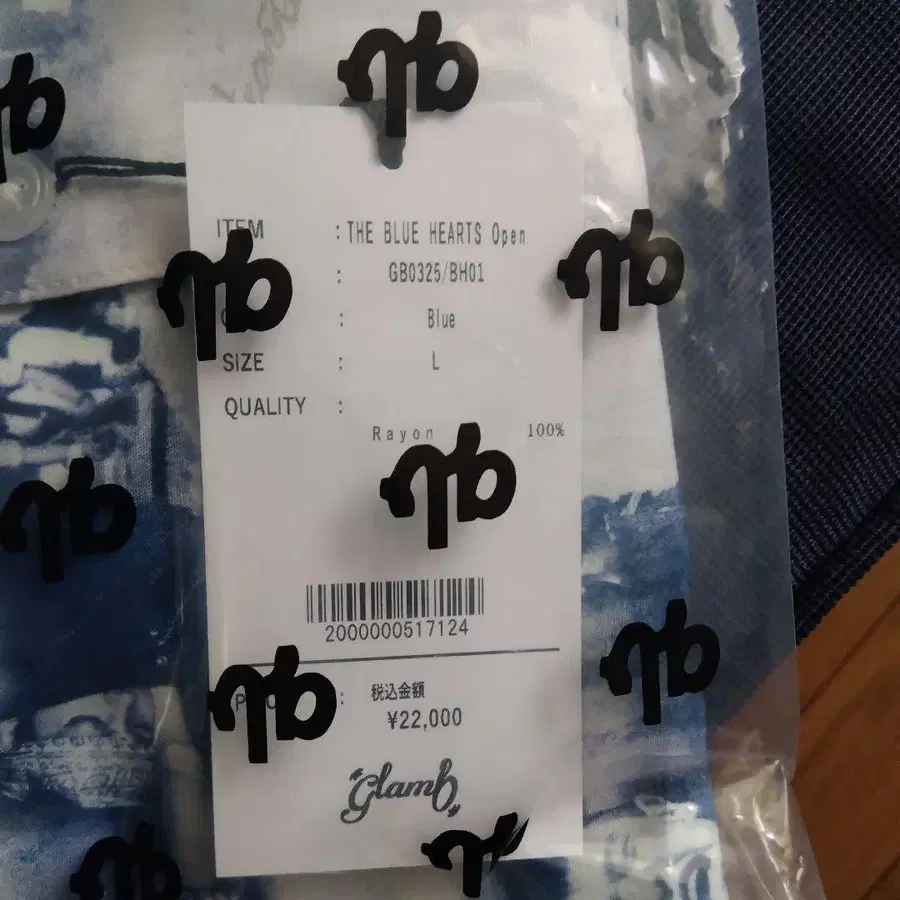 ITEM : THE BLUE HEARTS Open
: GB0325/BH01
: Blue
SIZE : L
QUALITY :
Rayon 100%
2000000517124
: 税込金額
¥22,000
glamb